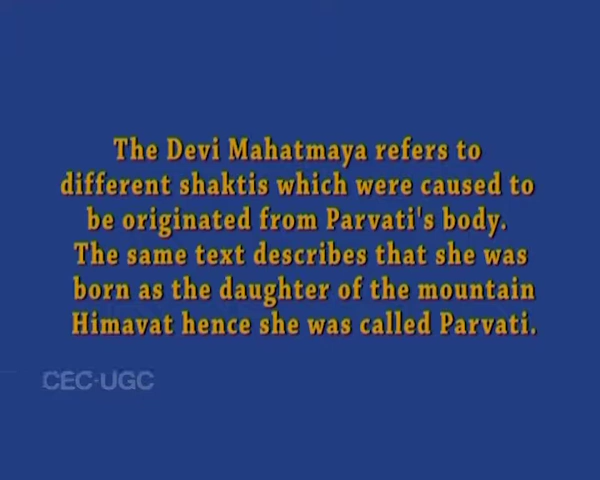 The Devi Mahatmaya refers to
different shaktis which were caused to
be originated from Parvati's body.
The same text describes that she was
born as the daughter of the mountain
Himavat hence she was called Parvati.
CEC-UGC